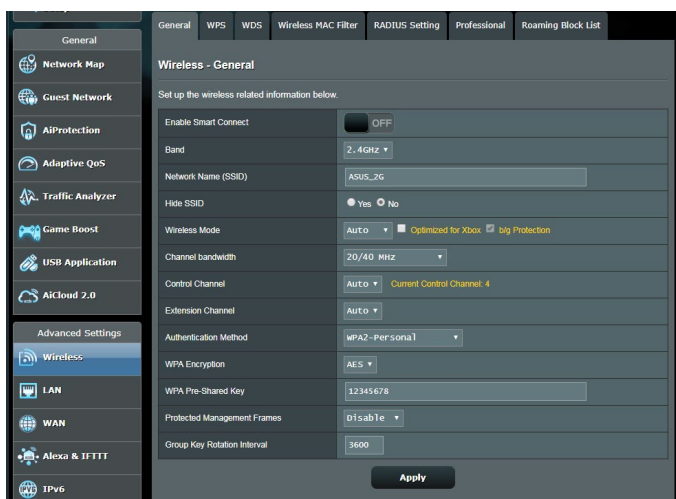 General
Network Map
Guest Network
AiProtection
Adaptive QoS
Traffic Analyzer
Game Boost
USB Application
AiCloud 2.0
Advanced Settings
Wireless
LAN
WAN
Alexa & IFTTT
IPv6
General WPS WDS Wireless MAC Filter RADIUS Setting Professional Roaming Block List
Wireless - General
Set up the wireless related information below.
Enable Smart Connect OFF
Band 2.4GHz
Network Name (SSID) ASUS_2G
Hide SSID Yes No
Wireless Mode Auto Optimized for Xbox b/g Protection
Channel bandwidth 20/40 MHz
Control Channel Auto Current Control Channel: 4
Extension Channel Auto
Authentication Method WPA2-Personal
WPA Encryption AES
WPA Pre-Shared Key 12345678
Protected Management Frames Disable
Group Key Rotation Interval 3600
Apply